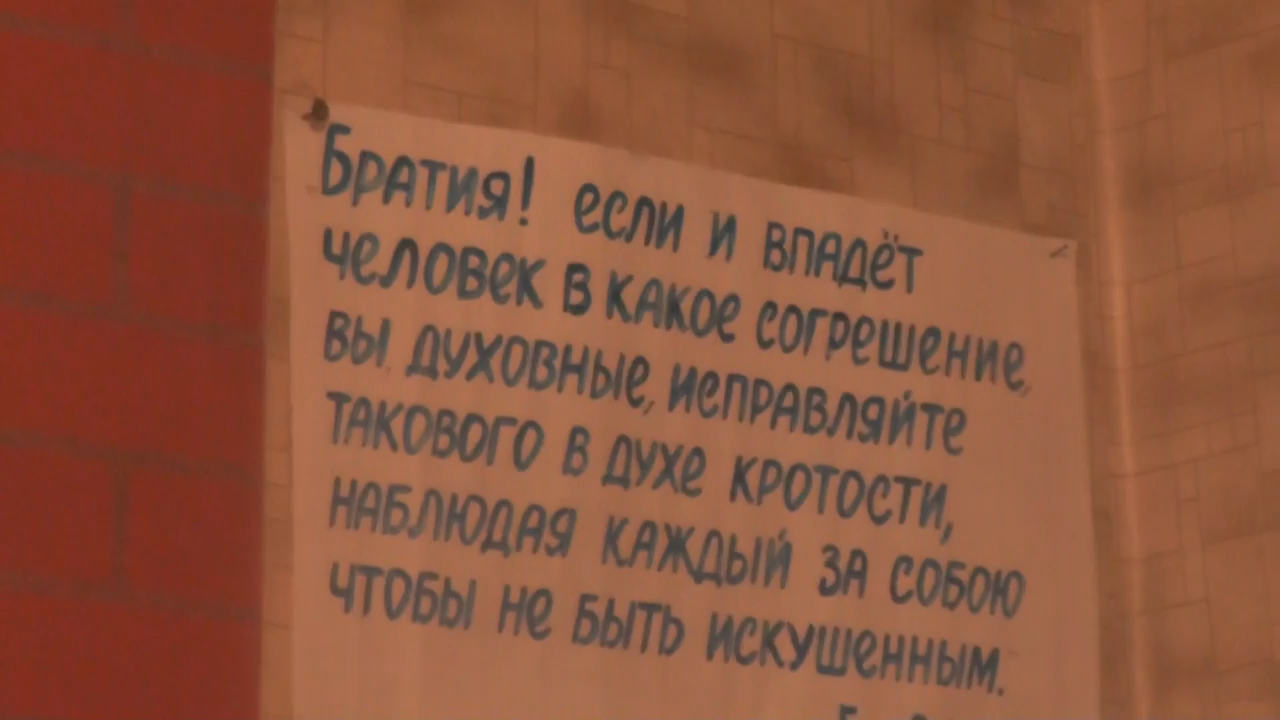 Братия! если и впадёт
человек в какое согрешение,
вы духовные, исправляйте
такового в духе кротости,
наблюдая каждый за собою
чтобы не быть искушенным.